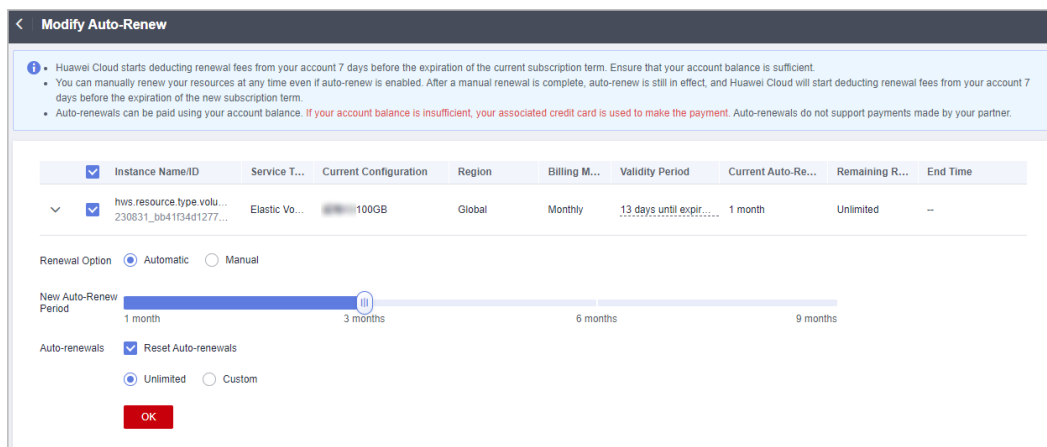 Modify Auto-Renew
Huawei Cloud starts deducting renewal fees from your account 7 days before the expiration of the current subscription term. Ensure that your account balance is sufficient.
You can manually renew your resources at any time even if auto-renew is enabled. After a manual renewal is complete, auto-renew is still in effect, and Huawei Cloud will start deducting renewal fees from your account 7
days before the expiration of the new subscription term.
Auto-renewals can be paid using your account balance. If your account balance is insufficient, your associated credit card is used to make the payment. Auto-renewals do not support payments made by your partner.
Instance Name/ID Service T... Current Configuration Region Billing M... Validity Period Current Auto-Re... Remaining R... End Time
hws.resource.type.volu...
230831_bb41f34d1277... Elastic Vo... 100GB Global Monthly 13 days until expir... 1 month Unlimited --
Renewal Option Automatic Manual
New Auto-Renew
Period
1 month 3 months 6 months 9 months
Auto-renewals Reset Auto-renewals
Unlimited Custom
OK